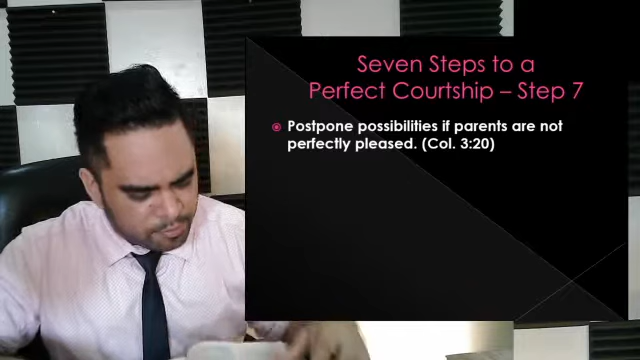 Seven Steps to a
Perfect Courtship – Step 7
Postpone possibilities if parents are not
perfectly pleased. (Col. 3:20)